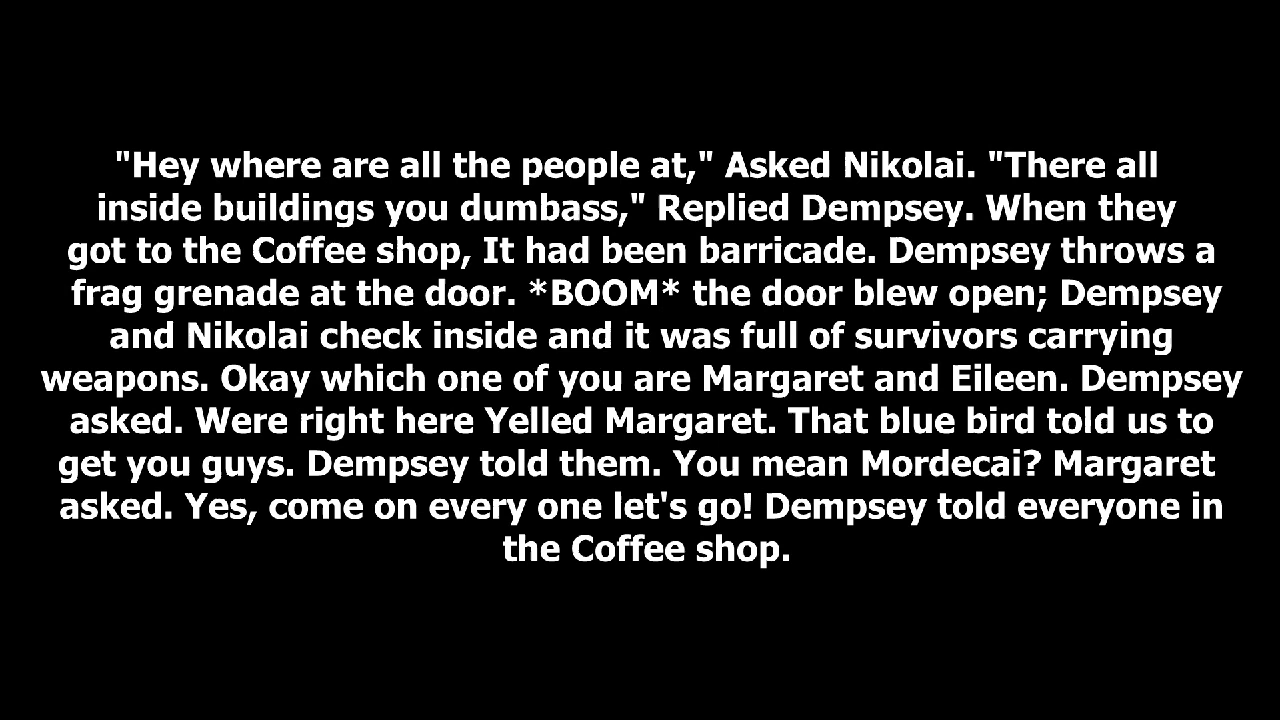 "Hey where are all the people at," Asked Nikolai. "There all
inside buildings you dumbass," Replied Dempsey. When they
got to the Coffee shop, It had been barricade. Dempsey throws a
frag grenade at the door. *BOOM* the door blew open; Dempsey
and Nikolai check inside and it was full of survivors carrying
weapons. Okay which one of you are Margaret and Eileen. Dempsey
asked. Were right here Yelled Margaret. That blue bird told us to
get you guys. Dempsey told them. You mean Mordecai? Margaret
asked. Yes, come on every one let's go! Dempsey told everyone in
the Coffee shop.